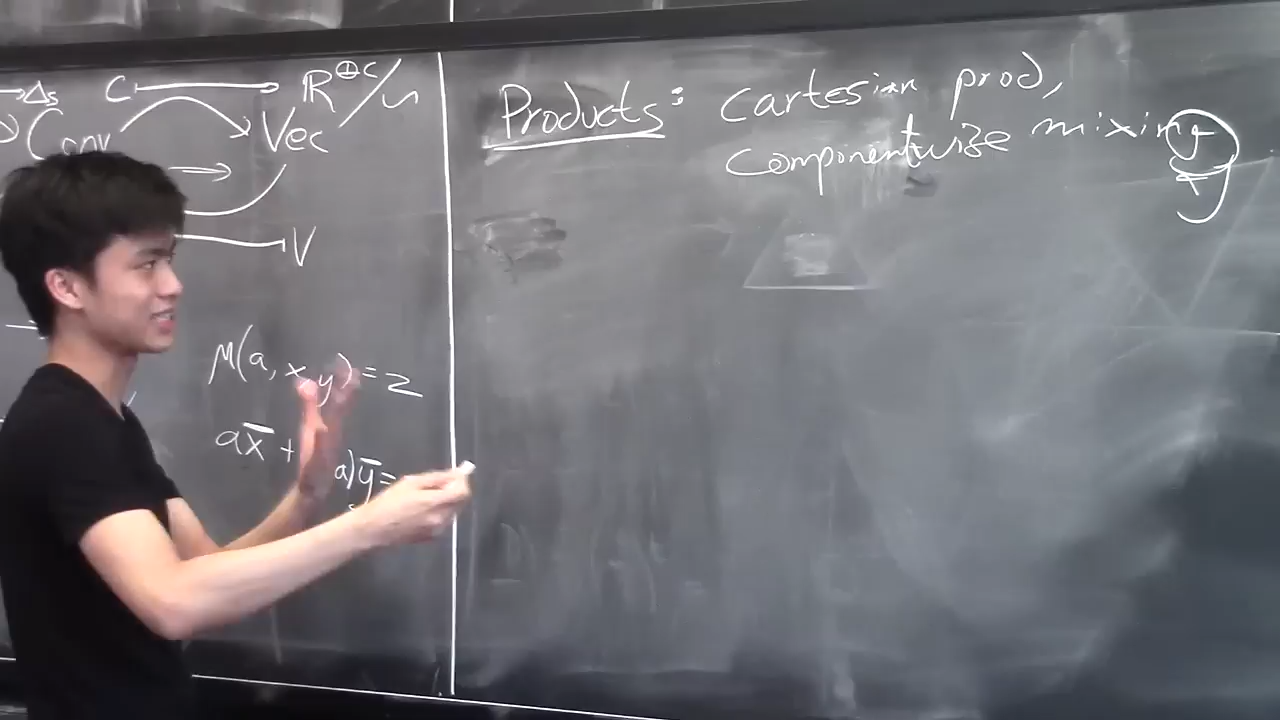 Δs C ⟼ ℝ^⊕C/~
Conv Vec
V
M(a, x, y) = z
a x̄ + a) ȳ =
Products: cartesian prod,
componentwise mixing